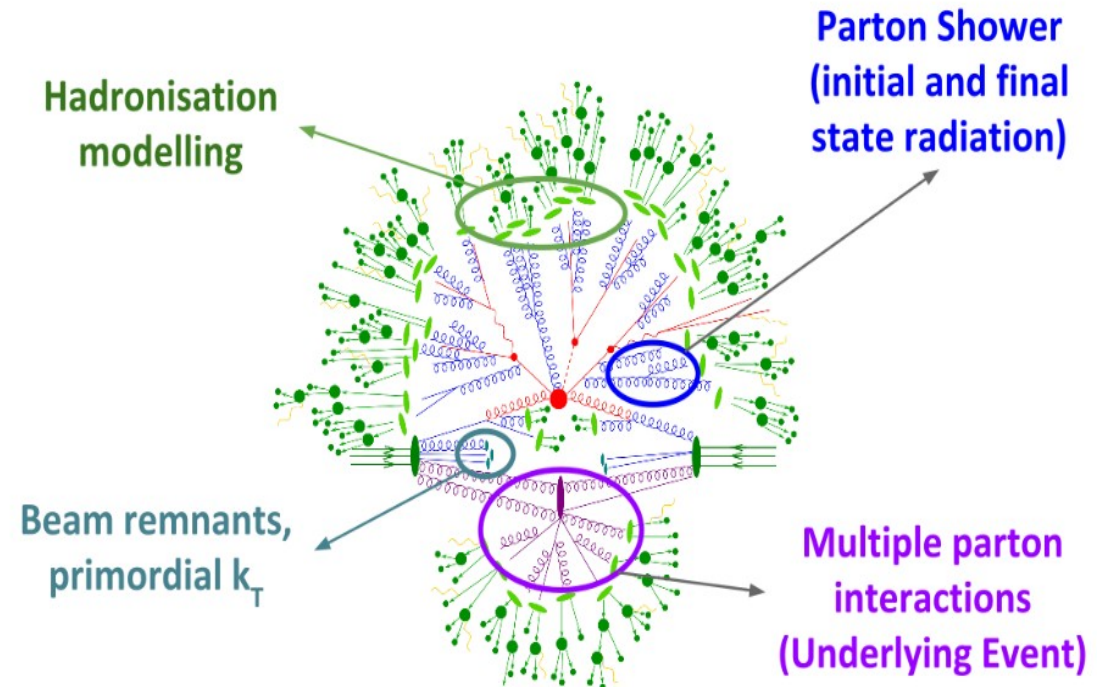 Parton Shower
(initial and final
state radiation)
Hadronisation
modelling
Beam remnants,
primordial k_T
Multiple parton
interactions
(Underlying Event)